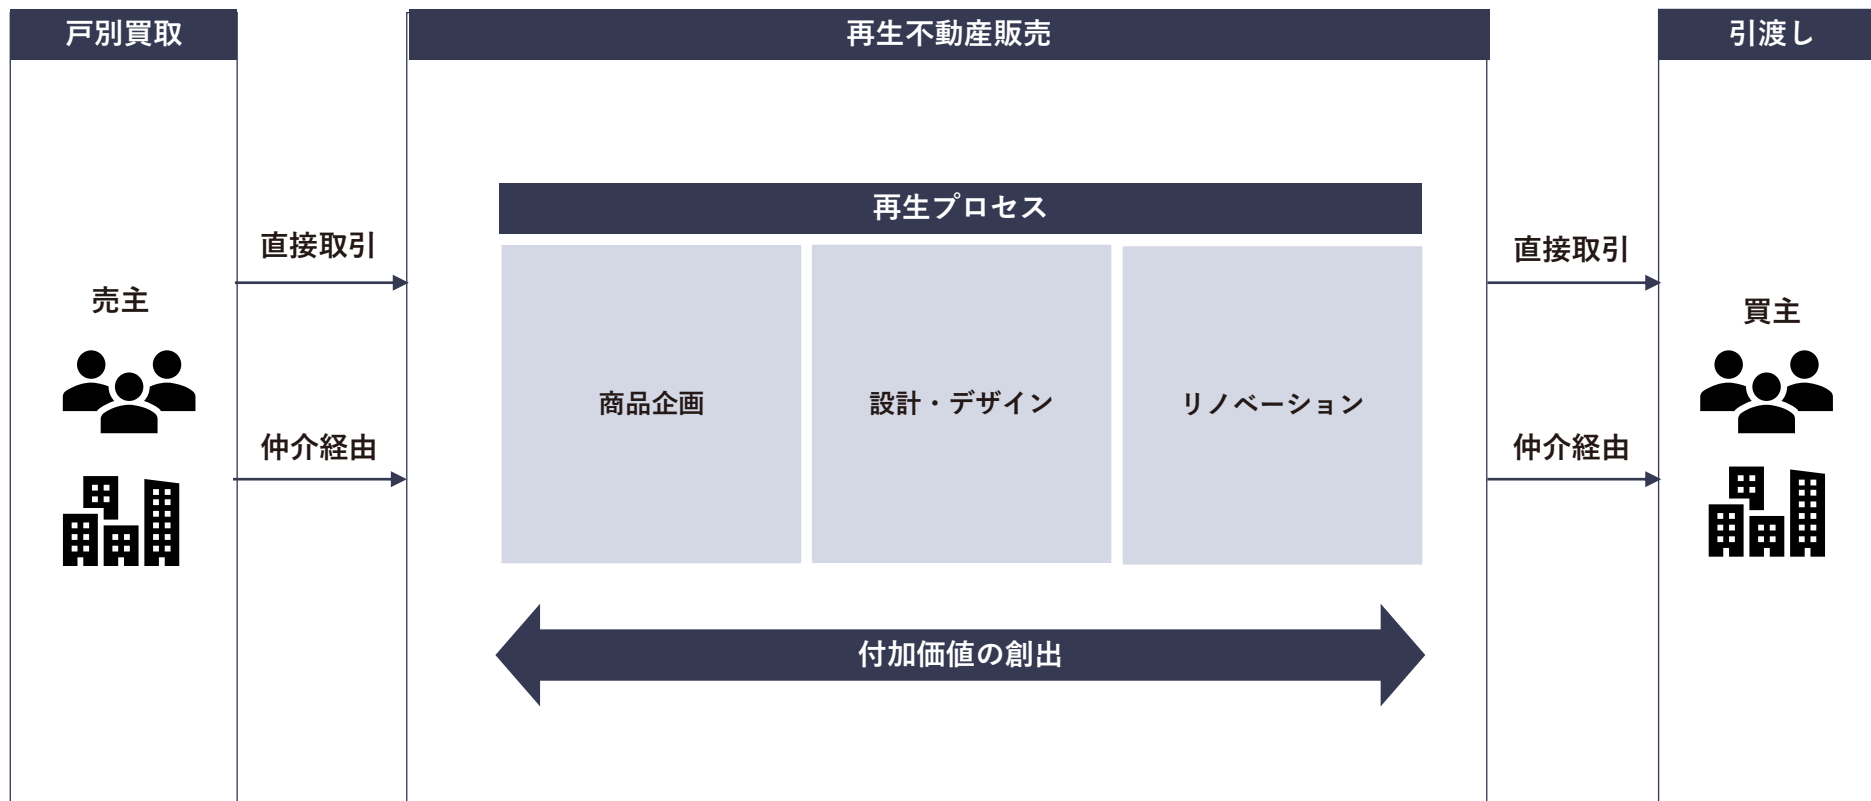 戸別買取
再生不動産販売
引渡し
再生プロセス
直接取引
直接取引
売主
買主
商品企画
設計・デザイン
リノベーション
仲介経由
仲介経由
付加価値の創出